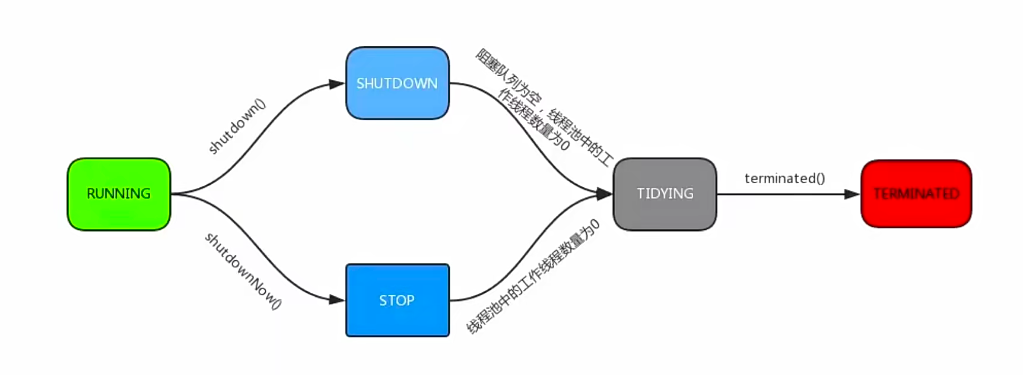 SHUTDOWN
阻塞队列为空，线程池中的工
作线程数量为0
shutdown()
RUNNING
TIDYING
terminated()
TERMINATED
shutdownNow()
线程池中的工作线程数量为0
STOP